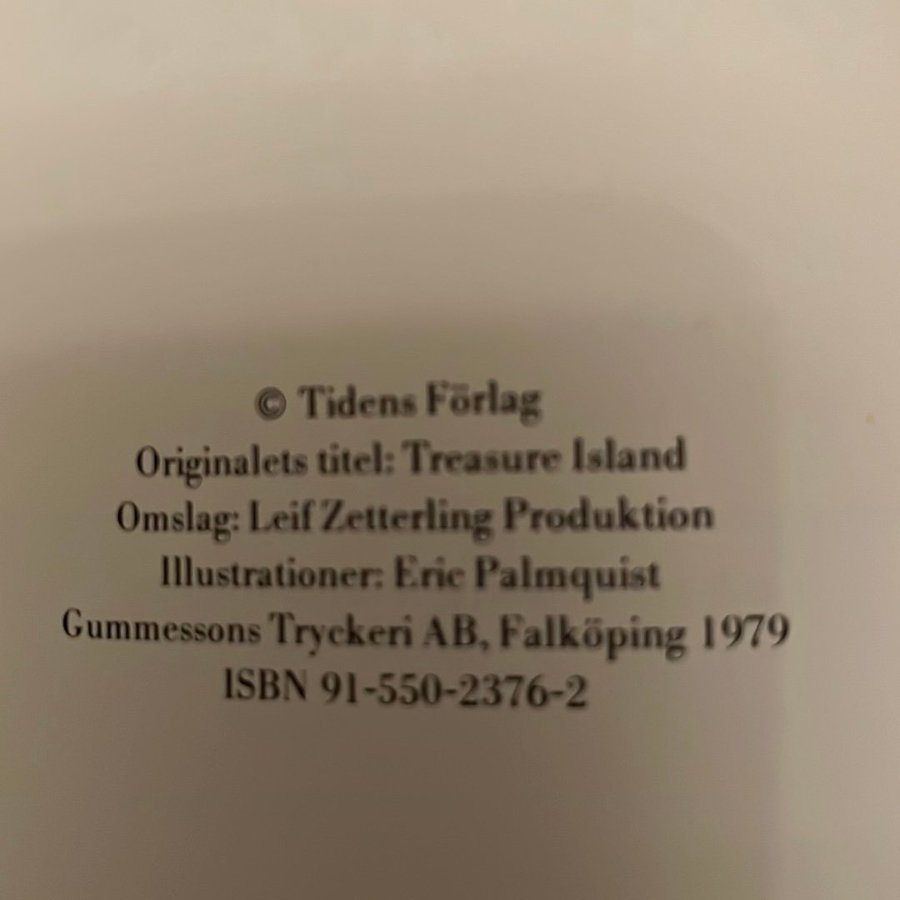 © Tidens Förlag
Originalets titel: Treasure Island
Omslag: Leif Zetterling Produktion
Illustrationer: Eric Palmquist
Gummessons Tryckeri AB, Falköping 1979
ISBN 91-550-2376-2